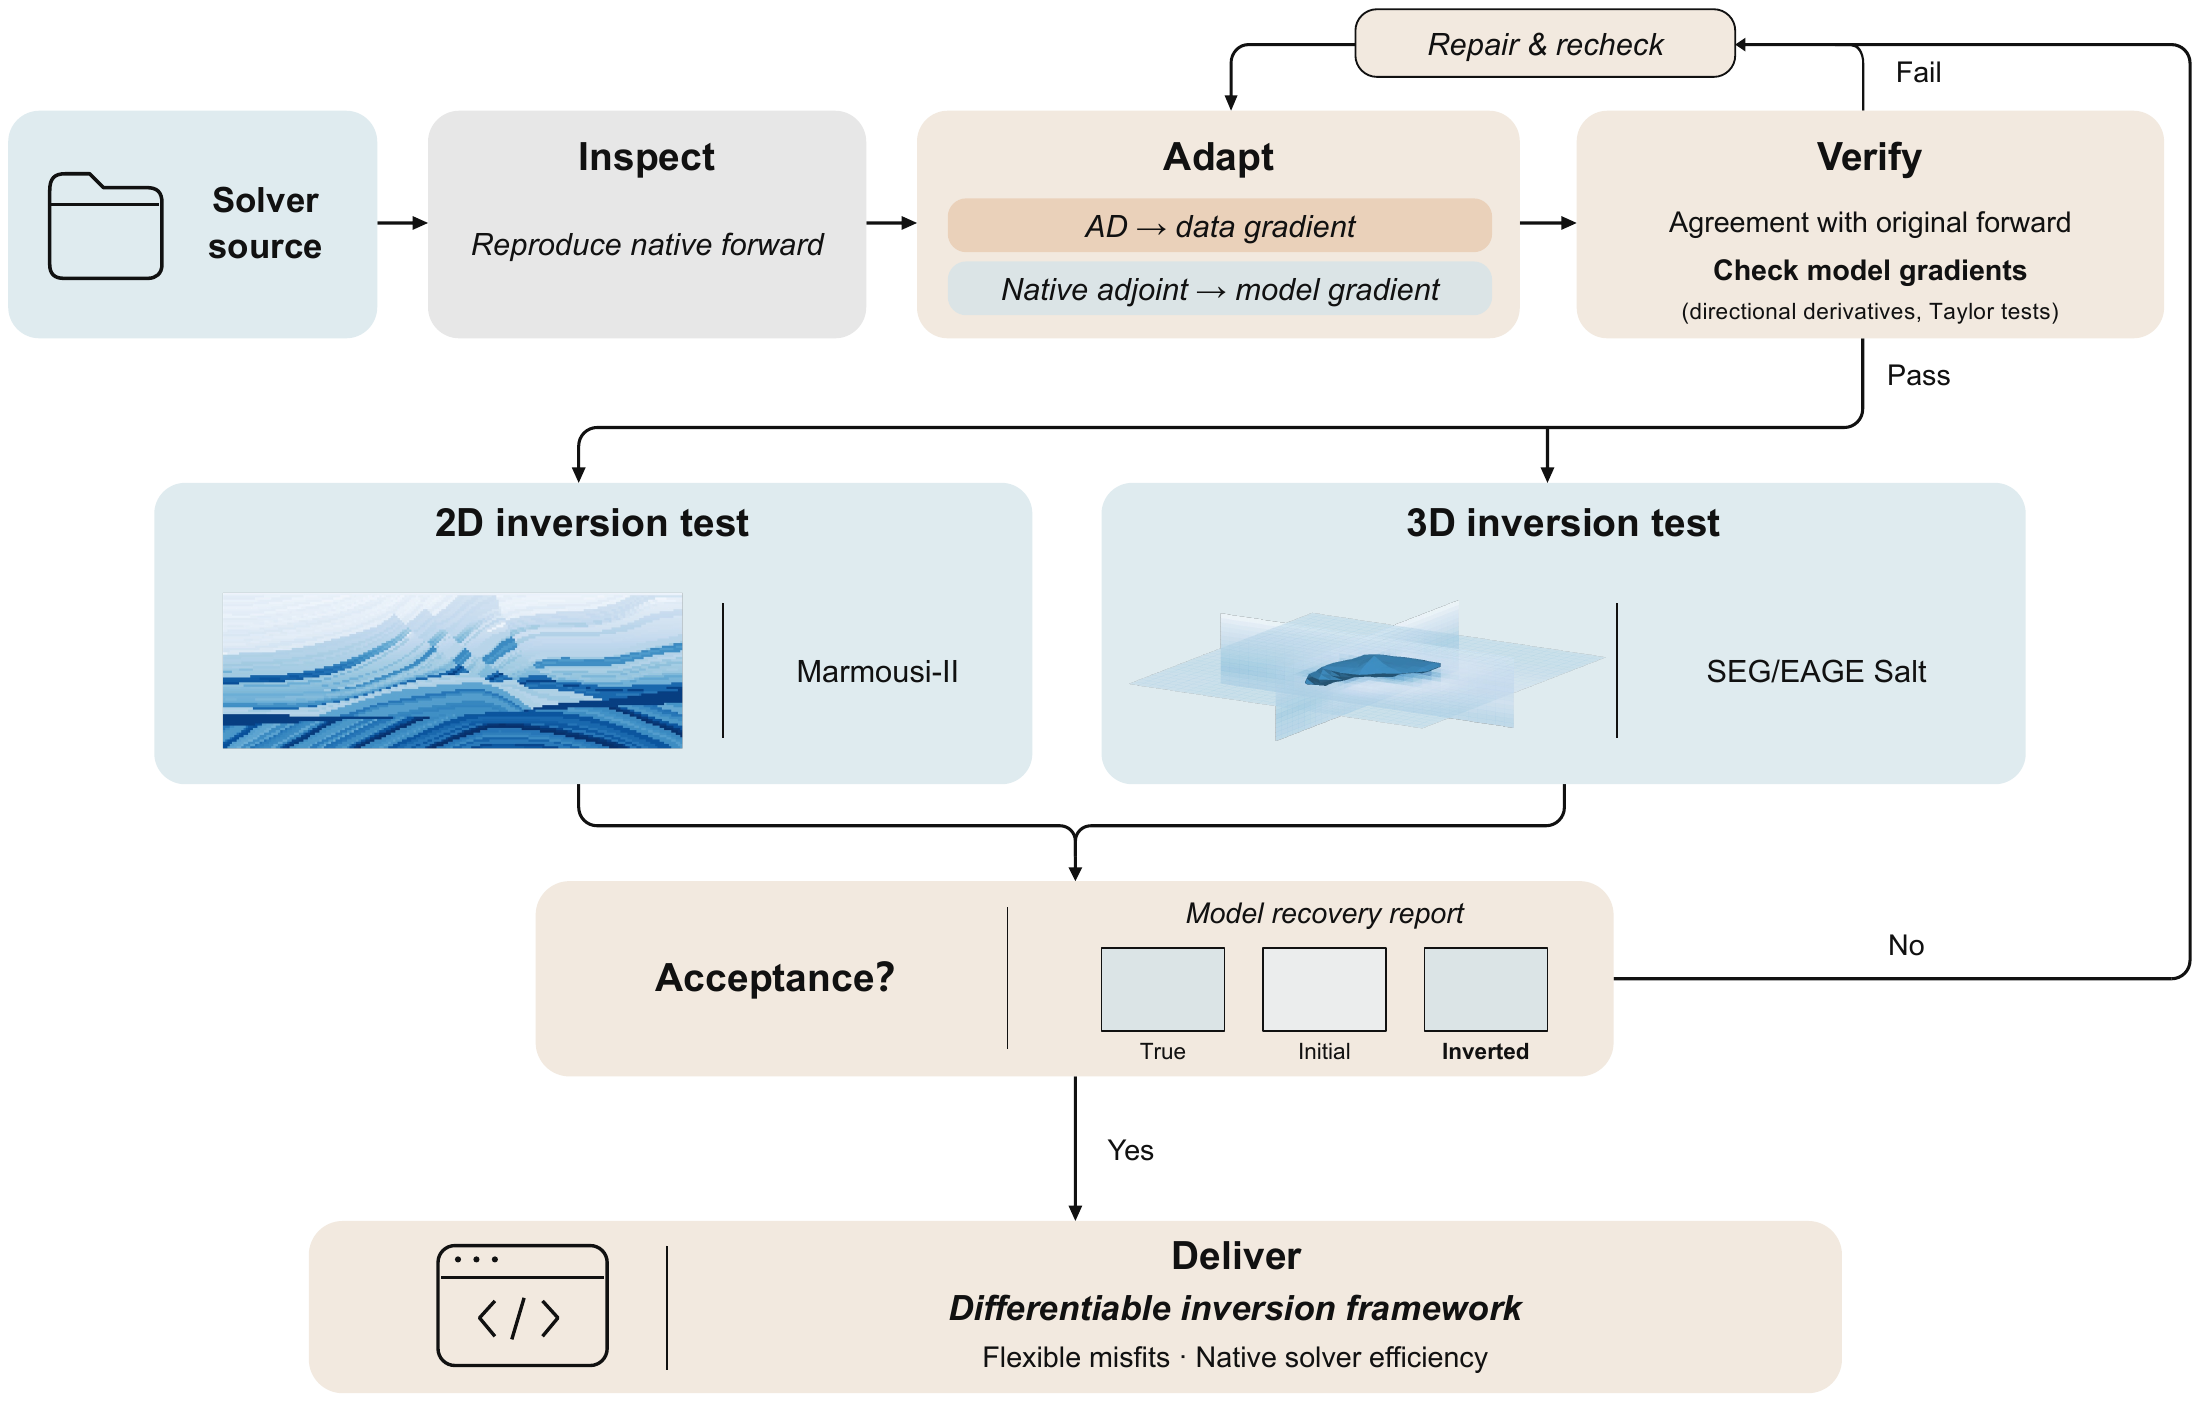 Repair & recheck
Fail
Solver
source
Inspect
Reproduce native forward
Adapt
AD → data gradient
Native adjoint → model gradient
Verify
Agreement with original forward
Check model gradients
(directional derivatives, Taylor tests)
Pass
2D inversion test
Marmousi-II
3D inversion test
SEG/EAGE Salt
Acceptance?
Model recovery report
True
Initial
Inverted
No
Yes
</>
Deliver
Differentiable inversion framework
Flexible misfits · Native solver efficiency